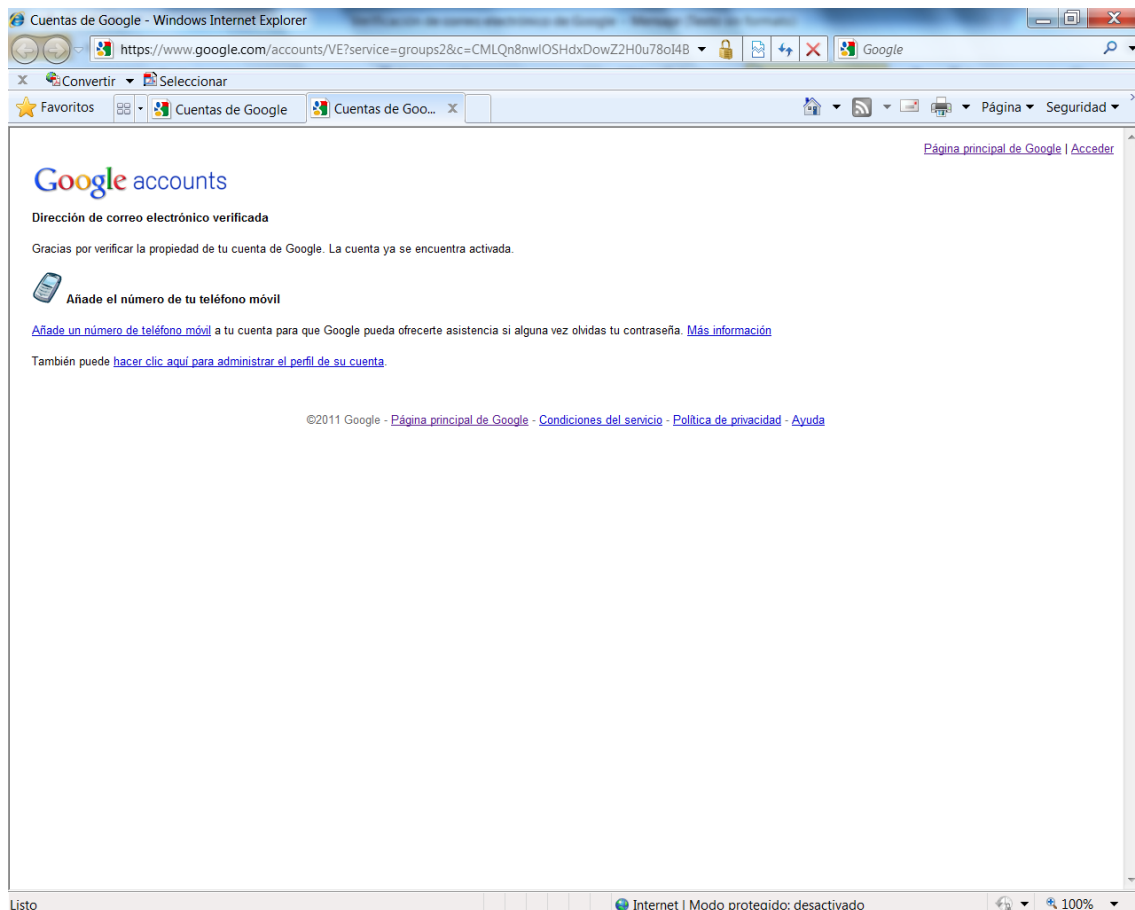 Cuentas de Google - Windows Internet Explorer
https://www.google.com/accounts/VE?service=groups2&c=CMLQn8nwIOSHdxDowZ2H0u78oI4B
Google
x Convertir Seleccionar
Favoritos Cuentas de Google Cuentas de Goo... x Página Seguridad
Página principal de Google | Acceder
Google accounts
Dirección de correo electrónico verificada
Gracias por verificar la propiedad de tu cuenta de Google. La cuenta ya se encuentra activada.
Añade el número de tu teléfono móvil
Añade un número de teléfono móvil a tu cuenta para que Google pueda ofrecerte asistencia si alguna vez olvidas tu contraseña. Más información
También puede hacer clic aquí para administrar el perfil de su cuenta.
©2011 Google - Página principal de Google - Condiciones del servicio - Política de privacidad - Ayuda
Listo Internet | Modo protegido: desactivado 100%